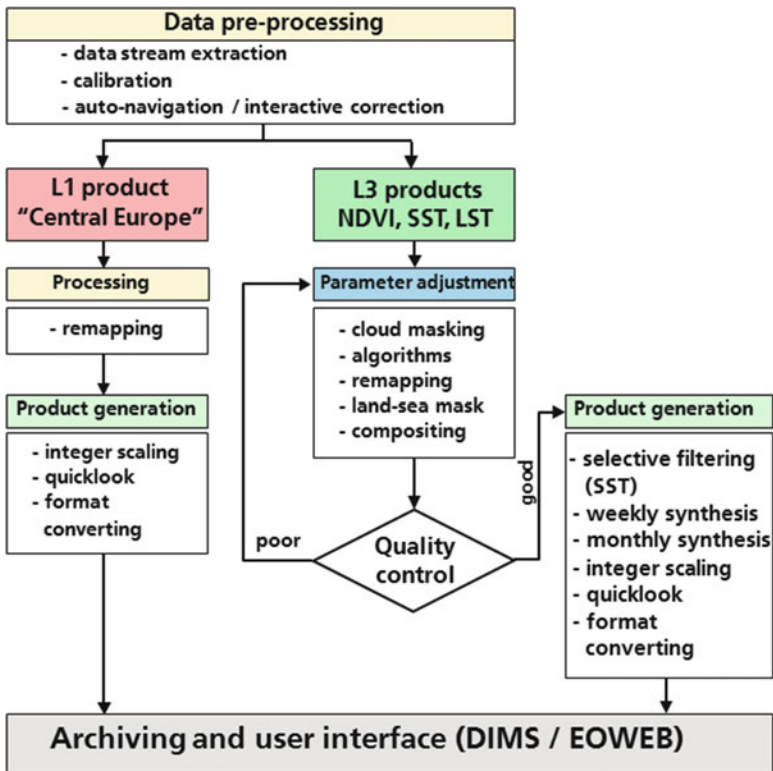 Data pre-processing
- data stream extraction
- calibration
- auto-navigation / interactive correction
L1 product
“Central Europe”
Processing
- remapping
Product generation
- integer scaling
- quicklook
- format
converting
L3 products
NDVI, SST, LST
Parameter adjustment
- cloud masking
- algorithms
- remapping
- land-sea mask
- compositing
Quality
control
poor
good
Product generation
- selective filtering
(SST)
- weekly synthesis
- monthly synthesis
- integer scaling
- quicklook
- format
converting
Archiving and user interface (DIMS / EOWEB)